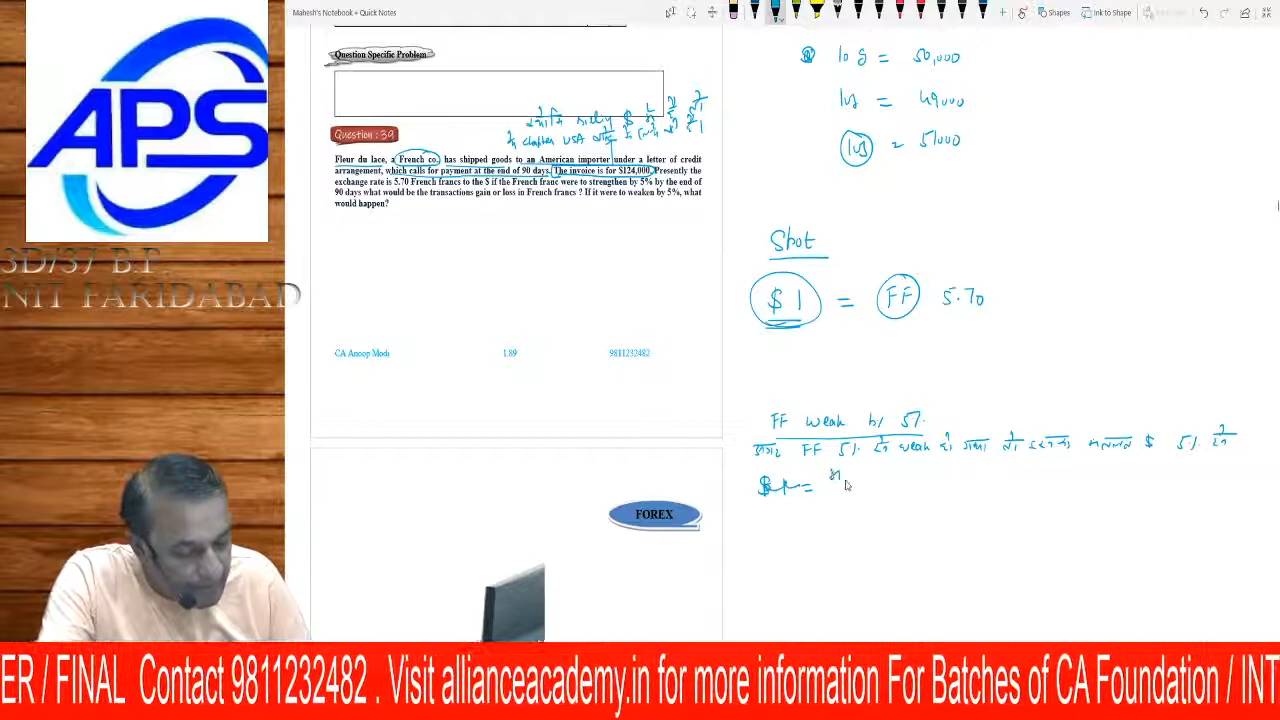 Mahesh's Notebook + Quick Notes
Shapes
Ink to Shape
APS
3D/37 B.P.
NIT FARIDABAD
Question Specific Problem
$
chapter USA
Question : 39
Fleur du lace, a French co. has shipped goods to an American importer under a letter of credit
arrangement, which calls for payment at the end of 90 days. The invoice is for $124,000. Presently the
exchange rate is 5.70 French francs to the $ if the French franc were to strengthen by 5% by the end of
90 days what would be the transactions gain or loss in French francs ? If it were to weaken by 5%, what
would happen?
CA Anoop Modi
1.89
9811232482
FOREX
= 50,000
= 49000
= 51000
Spot
$ 1 = FF 5.70
FF weak by 5%
FF 5% weak $ 5%
=
ER / FINAL Contact 9811232482 . Visit allianceacademy.in for more information For Batches of CA Foundation / INT